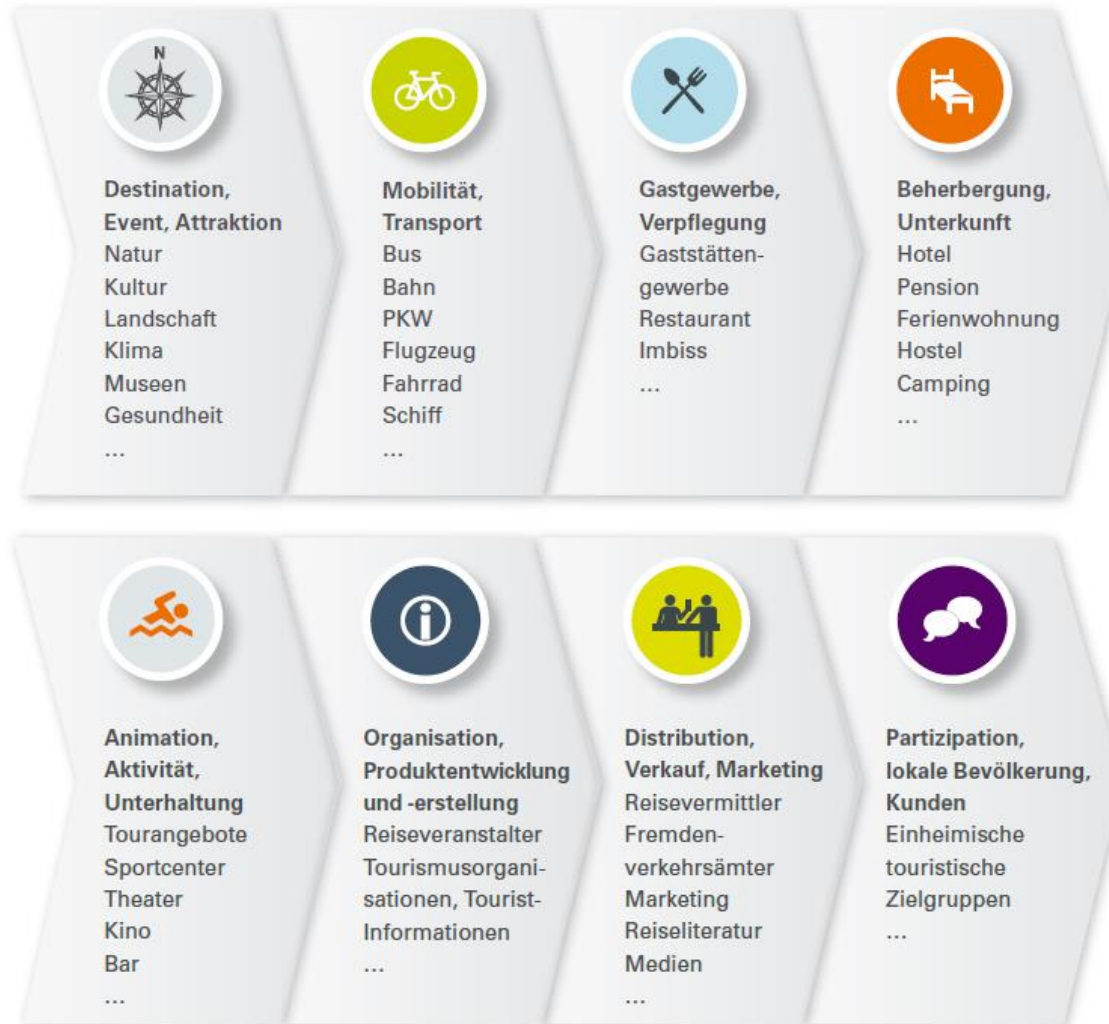 N
Destination,
Event, Attraktion
Natur
Kultur
Landschaft
Klima
Museen
Gesundheit
...
Mobilität,
Transport
Bus
Bahn
PKW
Flugzeug
Fahrrad
Schiff
...
Gastgewerbe,
Verpflegung
Gaststätten-
gewerbe
Restaurant
Imbiss
...
Beherbergung,
Unterkunft
Hotel
Pension
Ferienwohnung
Hostel
Camping
...
Animation,
Aktivität,
Unterhaltung
Tourangebote
Sportcenter
Theater
Kino
Bar
...
i
Organisation,
Produktentwicklung
und -erstellung
Reiseveranstalter
Tourismusorgani-
sationen, Tourist-
Informationen
...
Distribution,
Verkauf, Marketing
Reisevermittler
Fremden-
verkehrsämter
Marketing
Reiseliteratur
Medien
...
Partizipation,
lokale Bevölkerung,
Kunden
Einheimische
touristische
Zielgruppen
...